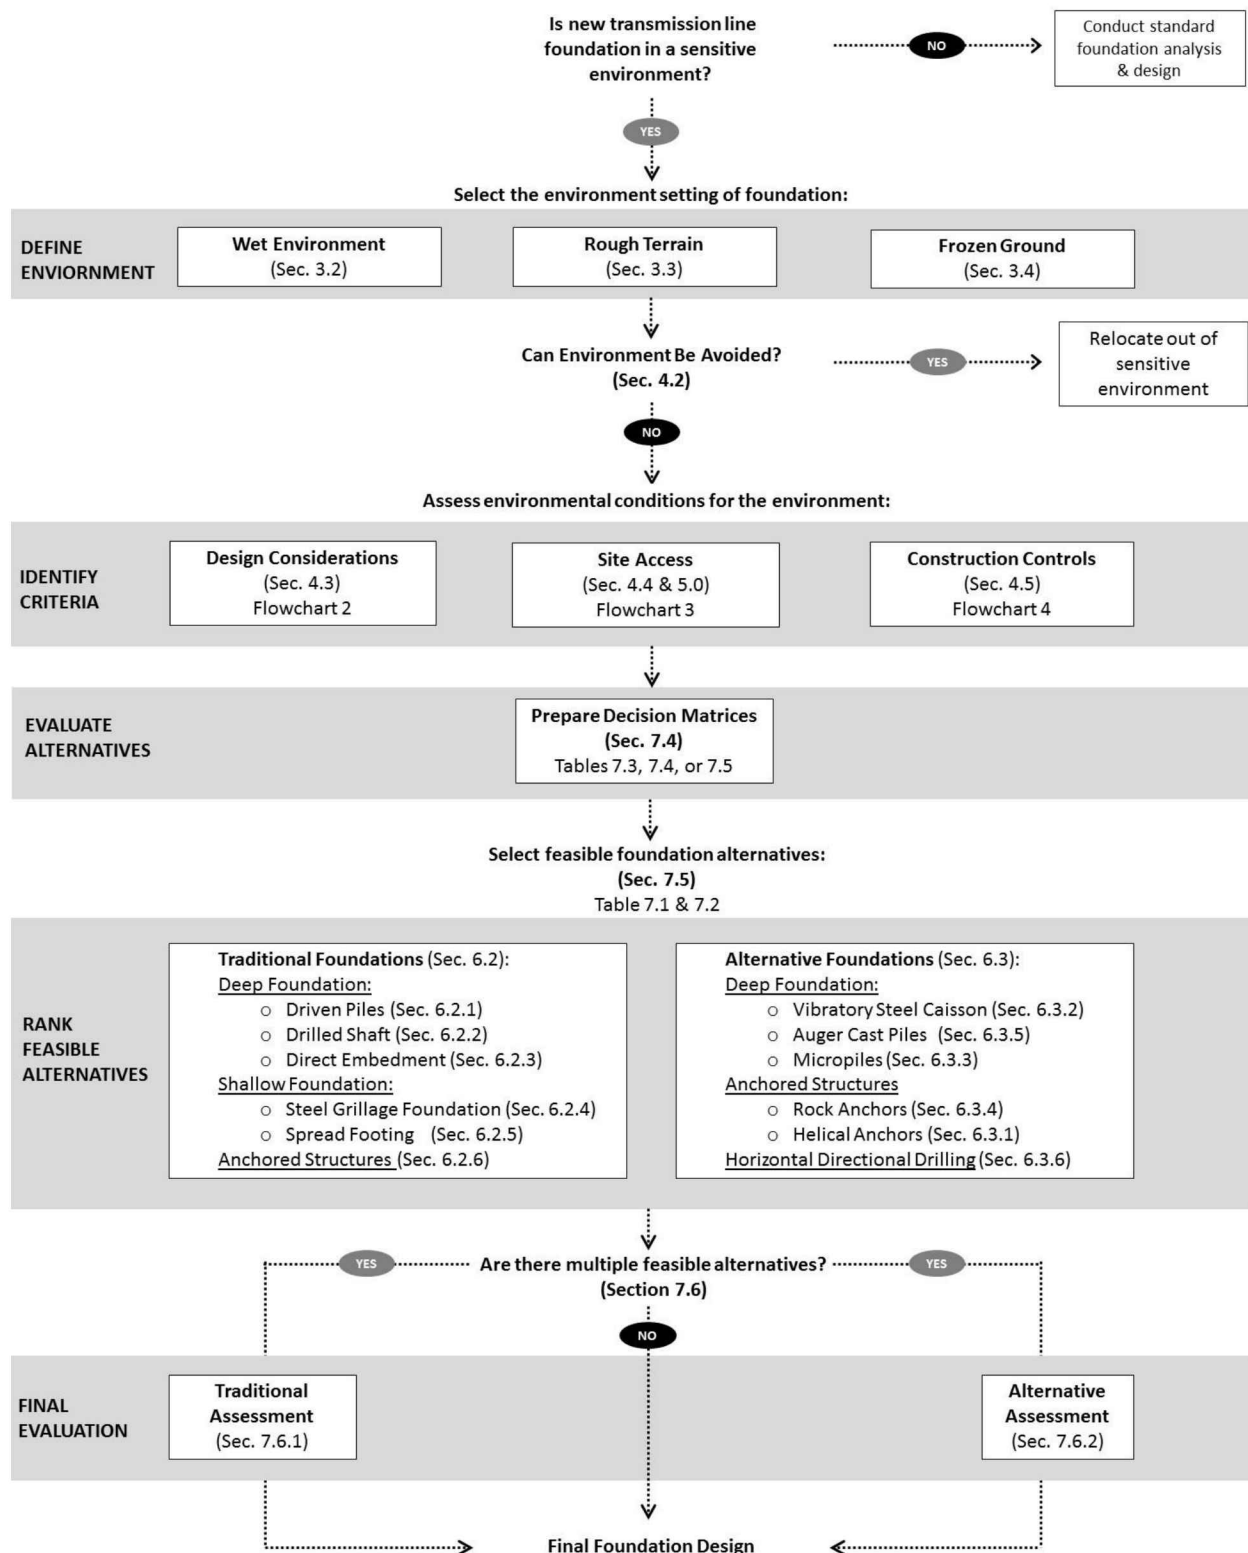 Is new transmission line
foundation in a sensitive
environment?
NO
Conduct standard
foundation analysis
& design
YES
Select the environment setting of foundation:
DEFINE
ENVIORNMENT
Wet Environment
(Sec. 3.2)
Rough Terrain
(Sec. 3.3)
Frozen Ground
(Sec. 3.4)
Can Environment Be Avoided?
(Sec. 4.2)
YES
Relocate out of
sensitive
environment
NO
Assess environmental conditions for the environment:
IDENTIFY
CRITERIA
Design Considerations
(Sec. 4.3)
Flowchart 2
Site Access
(Sec. 4.4 & 5.0)
Flowchart 3
Construction Controls
(Sec. 4.5)
Flowchart 4
EVALUATE
ALTERNATIVES
Prepare Decision Matrices
(Sec. 7.4)
Tables 7.3, 7.4, or 7.5
Select feasible foundation alternatives:
(Sec. 7.5)
Table 7.1 & 7.2
RANK
FEASIBLE
ALTERNATIVES
Traditional Foundations (Sec. 6.2):
Deep Foundation:
o Driven Piles (Sec. 6.2.1)
o Drilled Shaft (Sec. 6.2.2)
o Direct Embedment (Sec. 6.2.3)
Shallow Foundation:
o Steel Grillage Foundation (Sec. 6.2.4)
o Spread Footing (Sec. 6.2.5)
Anchored Structures (Sec. 6.2.6)
Alternative Foundations (Sec. 6.3):
Deep Foundation:
o Vibratory Steel Caisson (Sec. 6.3.2)
o Auger Cast Piles (Sec. 6.3.5)
o Micropiles (Sec. 6.3.3)
Anchored Structures
o Rock Anchors (Sec. 6.3.4)
o Helical Anchors (Sec. 6.3.1)
Horizontal Directional Drilling (Sec. 6.3.6)
YES
Are there multiple feasible alternatives?
(Section 7.6)
YES
NO
FINAL
EVALUATION
Traditional
Assessment
(Sec. 7.6.1)
Alternative
Assessment
(Sec. 7.6.2)
Final Foundation Design